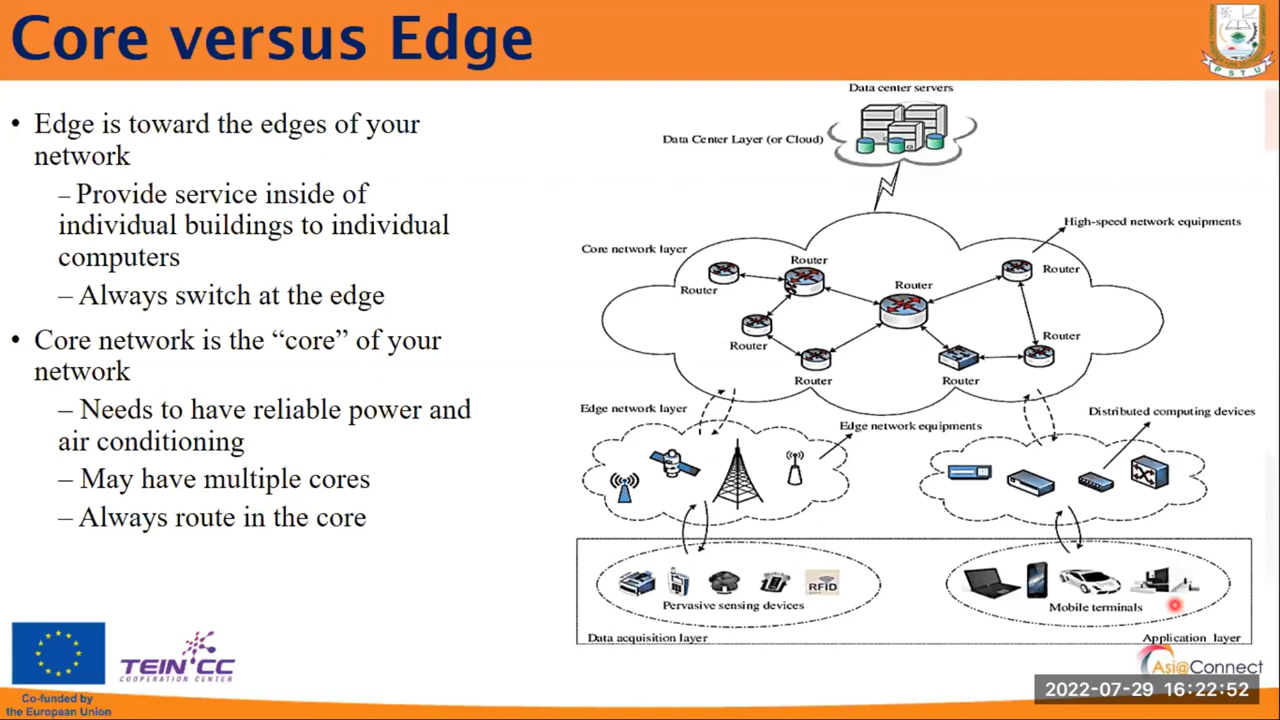 Core versus Edge
P S T U
• Edge is toward the edges of your
network
– Provide service inside of
individual buildings to individual
computers
– Always switch at the edge
• Core network is the “core” of your
network
– Needs to have reliable power and
air conditioning
– May have multiple cores
– Always route in the core
Data center servers
Data Center Layer (or Cloud)
High-speed network equipments
Core network layer
Router
Router
Router
Router
Router
Router
Router
Router
Edge network layer
Edge network equipments
Distributed computing devices
RFID
Pervasive sensing devices
Mobile terminals
Data acquisition layer
Application layer
TEIN*CC
COOPERATION CENTER
Co-funded by
the European Union
Asi@Connect
2022-07-29 16:22:52